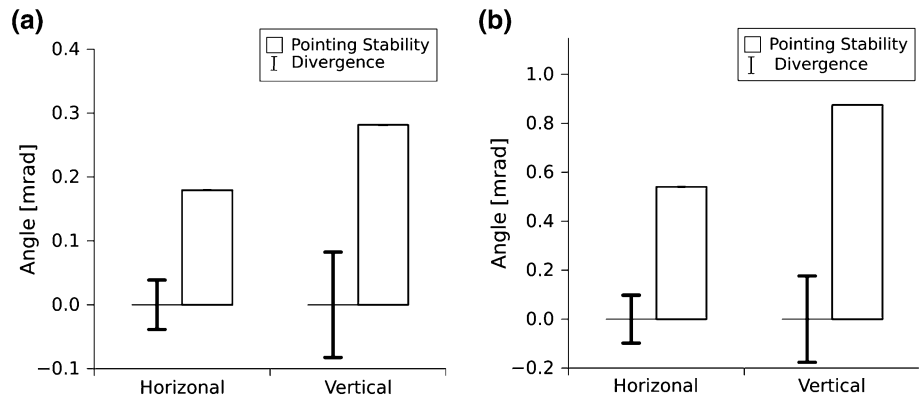 (a)
Pointing Stability
Divergence
Angle [mrad]
0.4
0.3
0.2
0.1
0.0
−0.1
Horizonal
Vertical
(b)
Pointing Stability
Divergence
Angle [mrad]
1.0
0.8
0.6
0.4
0.2
0.0
−0.2
Horizonal
Vertical